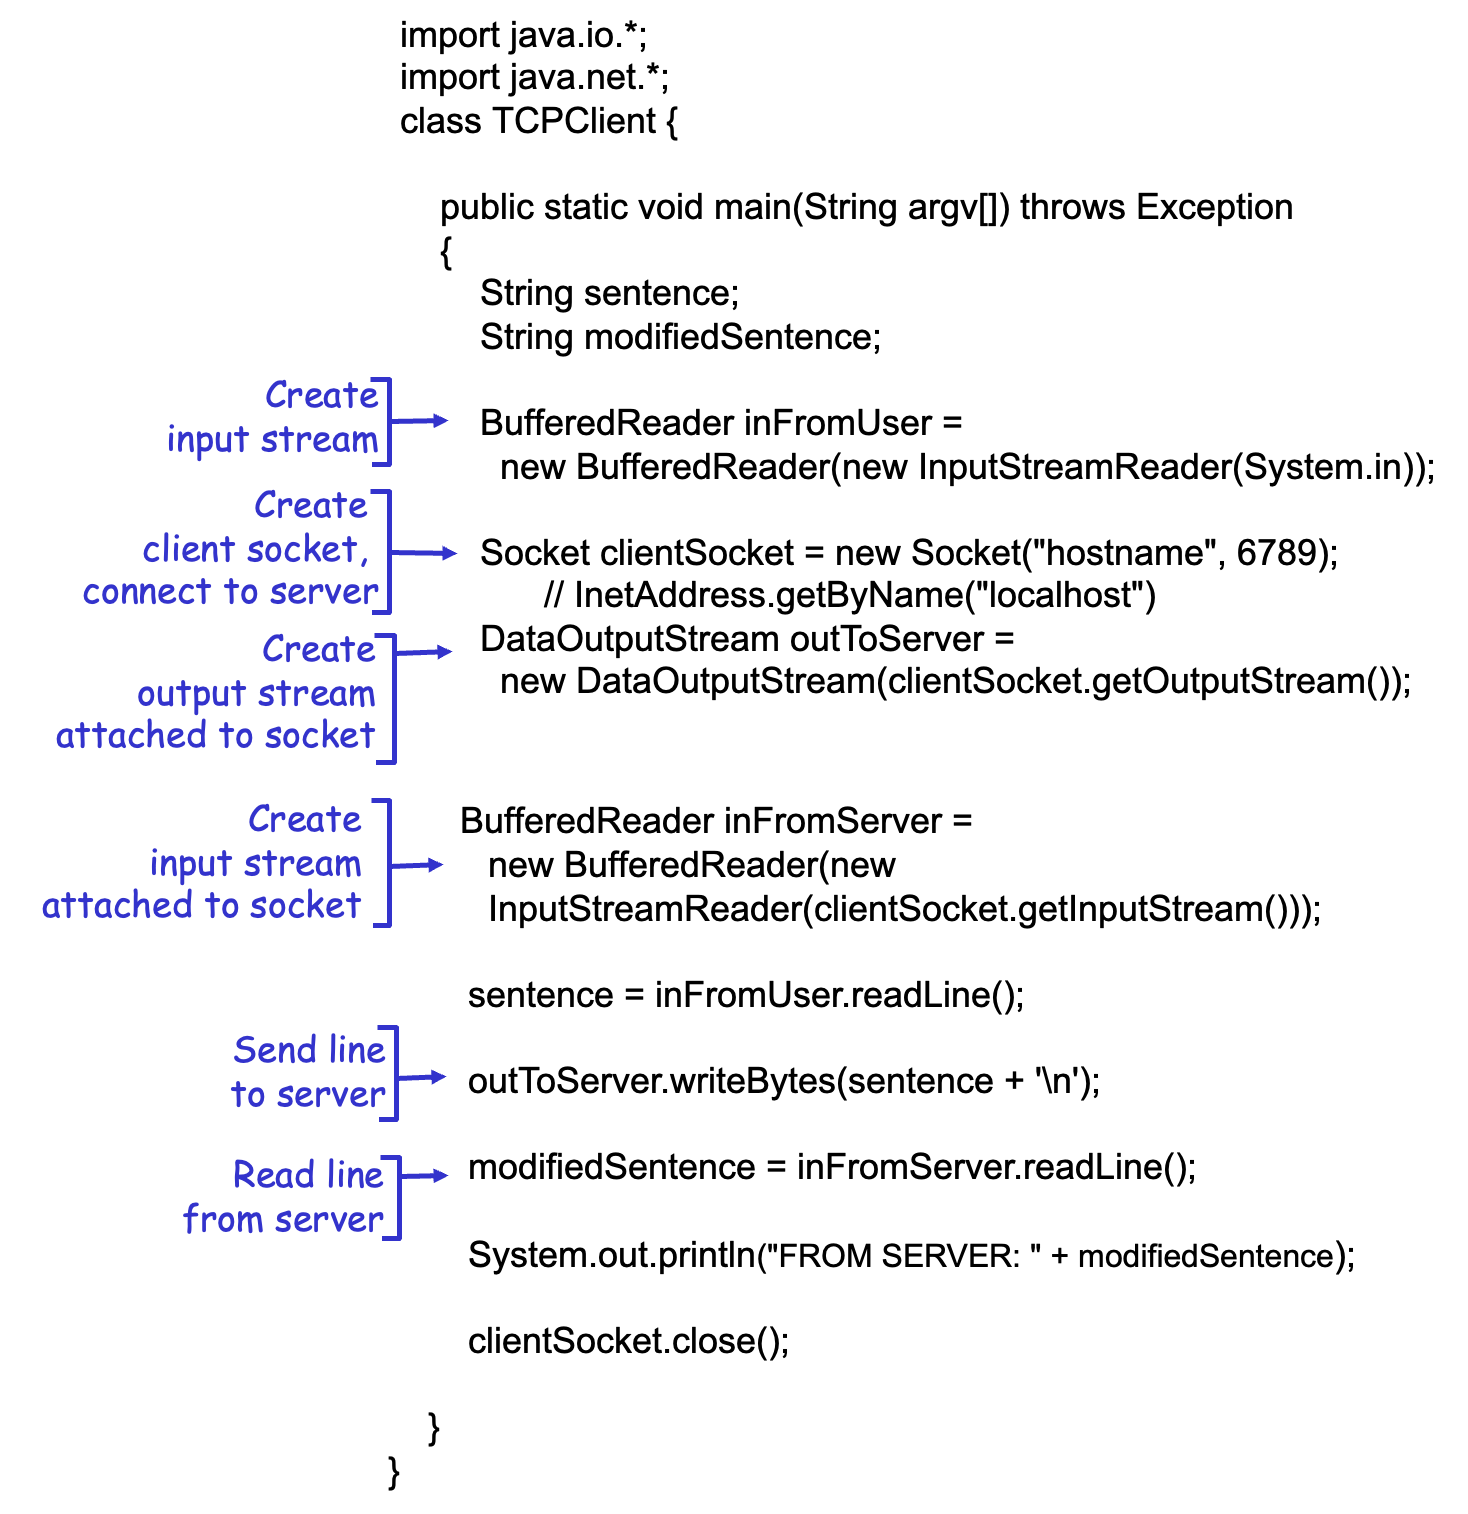 import java.io.*;
import java.net.*;
class TCPClient {
public static void main(String argv[]) throws Exception
{
String sentence;
String modifiedSentence;
Create
input stream
BufferedReader inFromUser =
new BufferedReader(new InputStreamReader(System.in));
Create
client socket,
connect to server
Socket clientSocket = new Socket("hostname", 6789);
// InetAddress.getByName("localhost")
Create
output stream
attached to socket
DataOutputStream outToServer =
new DataOutputStream(clientSocket.getOutputStream());
Create
input stream
attached to socket
BufferedReader inFromServer =
new BufferedReader(new
InputStreamReader(clientSocket.getInputStream()));
sentence = inFromUser.readLine();
Send line
to server
outToServer.writeBytes(sentence + '\n');
Read line
from server
modifiedSentence = inFromServer.readLine();
System.out.println("FROM SERVER: " + modifiedSentence);
clientSocket.close();
}
}